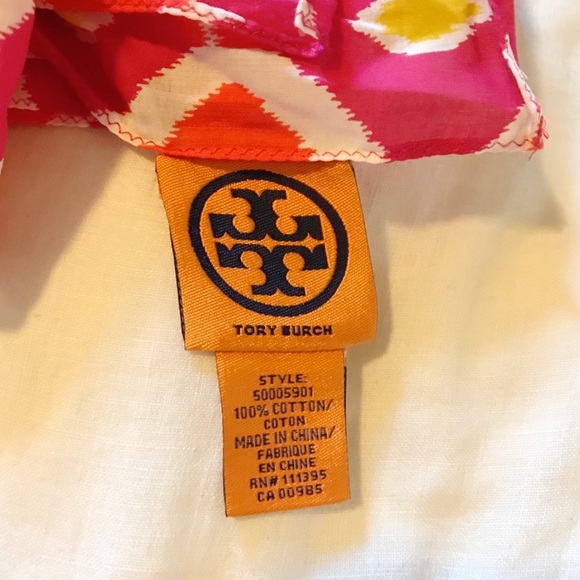 TORY BURCH
STYLE:
50005901
100% COTTON/
COTON
MADE IN CHINA/
FABRIQUE
EN CHINE
RN# 111395
CA 00985